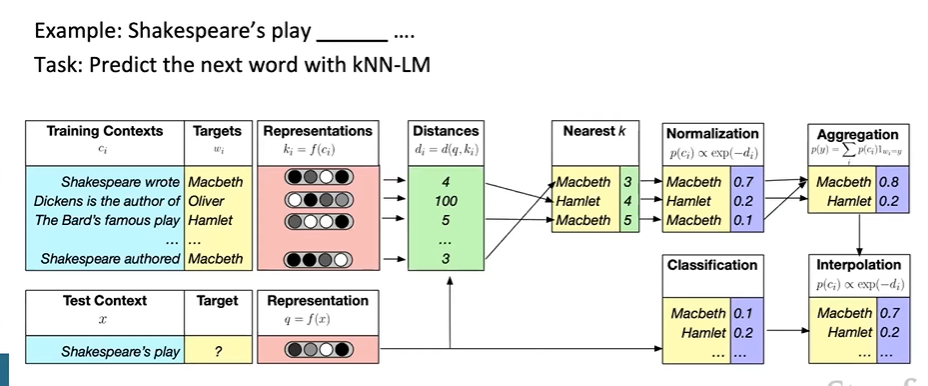 Example: Shakespeare's play ______ ....
Task: Predict the next word with kNN-LM
Training Contexts Targets Representations Distances Nearest k Normalization Aggregation
c_i w_i k_i = f(c_i) d_i = d(q, k_i) p(c_i) ∝ exp(−d_i) p(y) = ∑_i p(c_i)1_{w_i=y}
Shakespeare wrote Macbeth 4 Macbeth 3 Macbeth 0.7 Macbeth 0.8
Dickens is the author of Oliver 100 Hamlet 4 Hamlet 0.2 Hamlet 0.2
The Bard's famous play Hamlet 5 Macbeth 5 Macbeth 0.1
... ... ...
Shakespeare authored Macbeth 3
Classification Interpolation
p(c_i) ∝ exp(−d_i)
Test Context Target Representation
x q = f(x)
Macbeth 0.1 Macbeth 0.7
Hamlet 0.2 Hamlet 0.2
Shakespeare's play ? ... ... ... ...